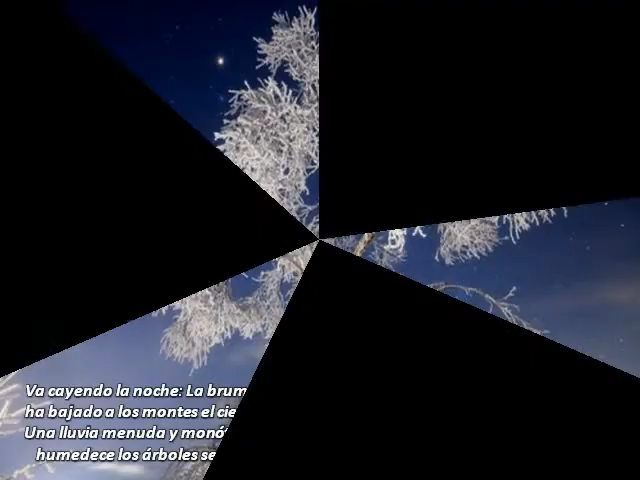 Va cayendo la noche: La
ha bajado a los montes el
Una lluvia menuda y
humedece los árboles